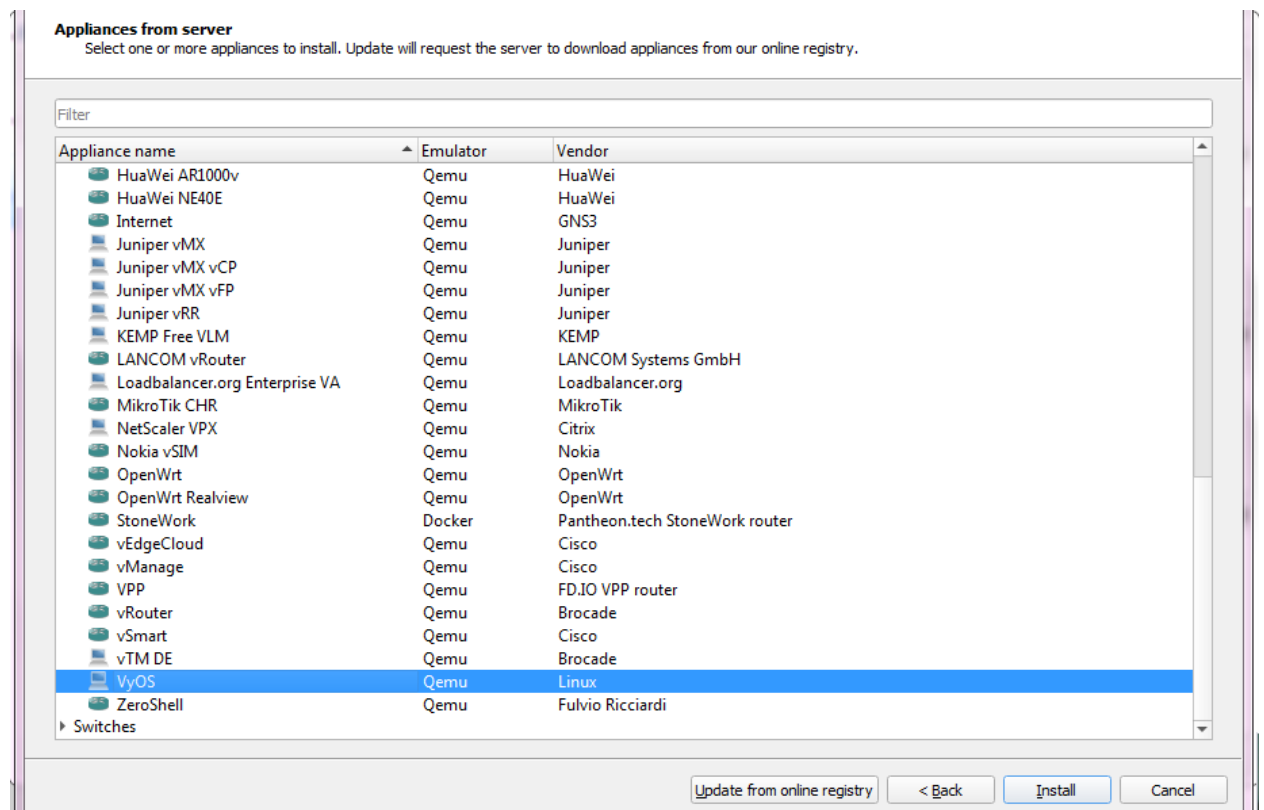 Appliances from server
Select one or more appliances to install. Update will request the server to download appliances from our online registry.
Filter
Appliance name Emulator Vendor
HuaWei AR1000v Qemu HuaWei
HuaWei NE40E Qemu HuaWei
Internet Qemu GNS3
Juniper vMX Qemu Juniper
Juniper vMX vCP Qemu Juniper
Juniper vMX vFP Qemu Juniper
Juniper vRR Qemu Juniper
KEMP Free VLM Qemu KEMP
LANCOM vRouter Qemu LANCOM Systems GmbH
Loadbalancer.org Enterprise VA Qemu Loadbalancer.org
MikroTik CHR Qemu MikroTik
NetScaler VPX Qemu Citrix
Nokia vSIM Qemu Nokia
OpenWrt Qemu OpenWrt
OpenWrt Realview Qemu OpenWrt
StoneWork Docker Pantheon.tech StoneWork router
vEdgeCloud Qemu Cisco
vManage Qemu Cisco
VPP Qemu FD.IO VPP router
vRouter Qemu Brocade
vSmart Qemu Cisco
vTM DE Qemu Brocade
VyOS Qemu Linux
ZeroShell Qemu Fulvio Ricciardi
Switches
Update from online registry < Back Install Cancel